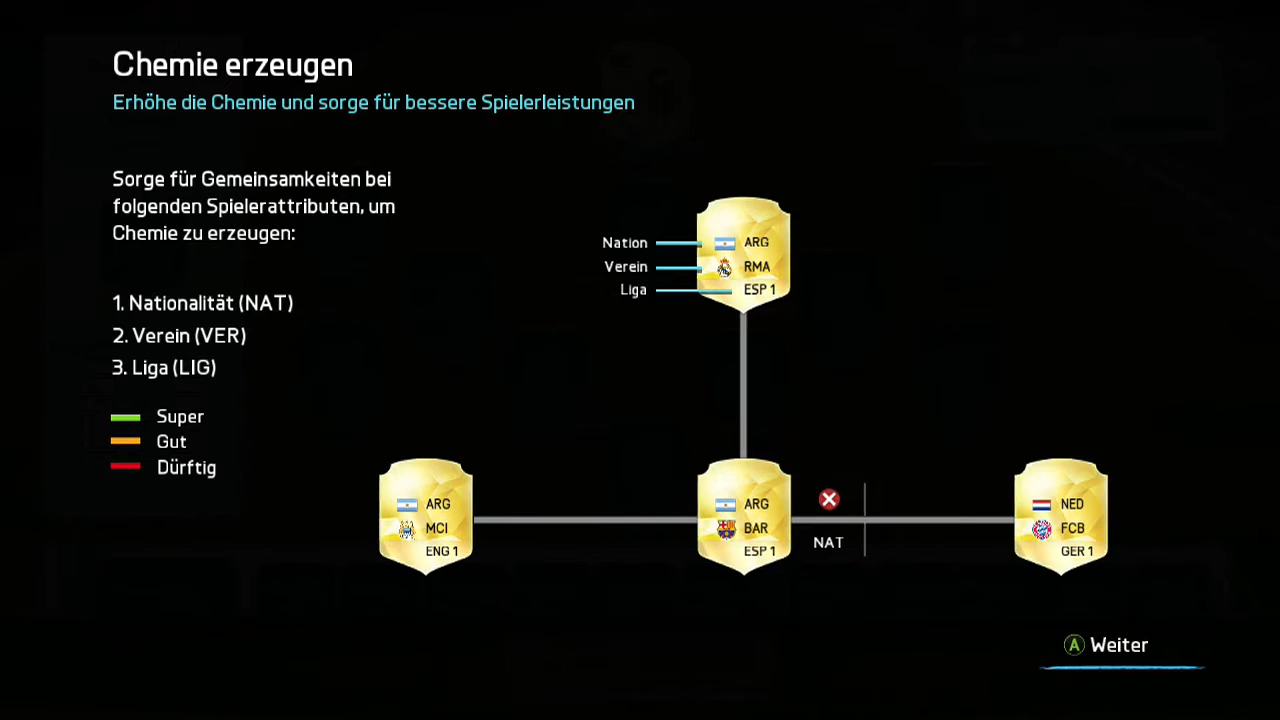 Chemie erzeugen
Erhöhe die Chemie und sorge für bessere Spielerleistungen
Sorge für Gemeinsamkeiten bei
folgenden Spielerattributen, um
Chemie zu erzeugen:
1. Nationalität (NAT)
2. Verein (VER)
3. Liga (LIG)
Super
Gut
Dürftig
Nation
Verein
Liga
ARG
RMA
ESP 1
ARG
MCI
ENG 1
ARG
BAR
ESP 1
NAT
NED
FCB
GER 1
A Weiter